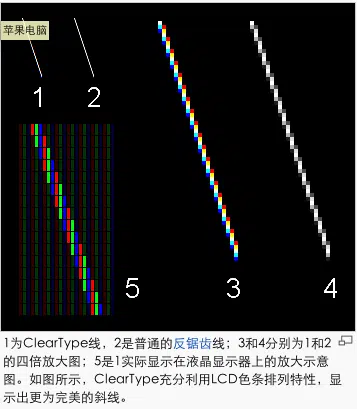 苹果电脑
1 2
5 3 4
1为ClearType线，2是普通的反锯齿线；3和4分别为1和2
的四倍放大图；5是1实际显示在液晶显示器上的放大示意
图。如图所示，ClearType充分利用LCD色条排列特性，显
示出更为完美的斜线。